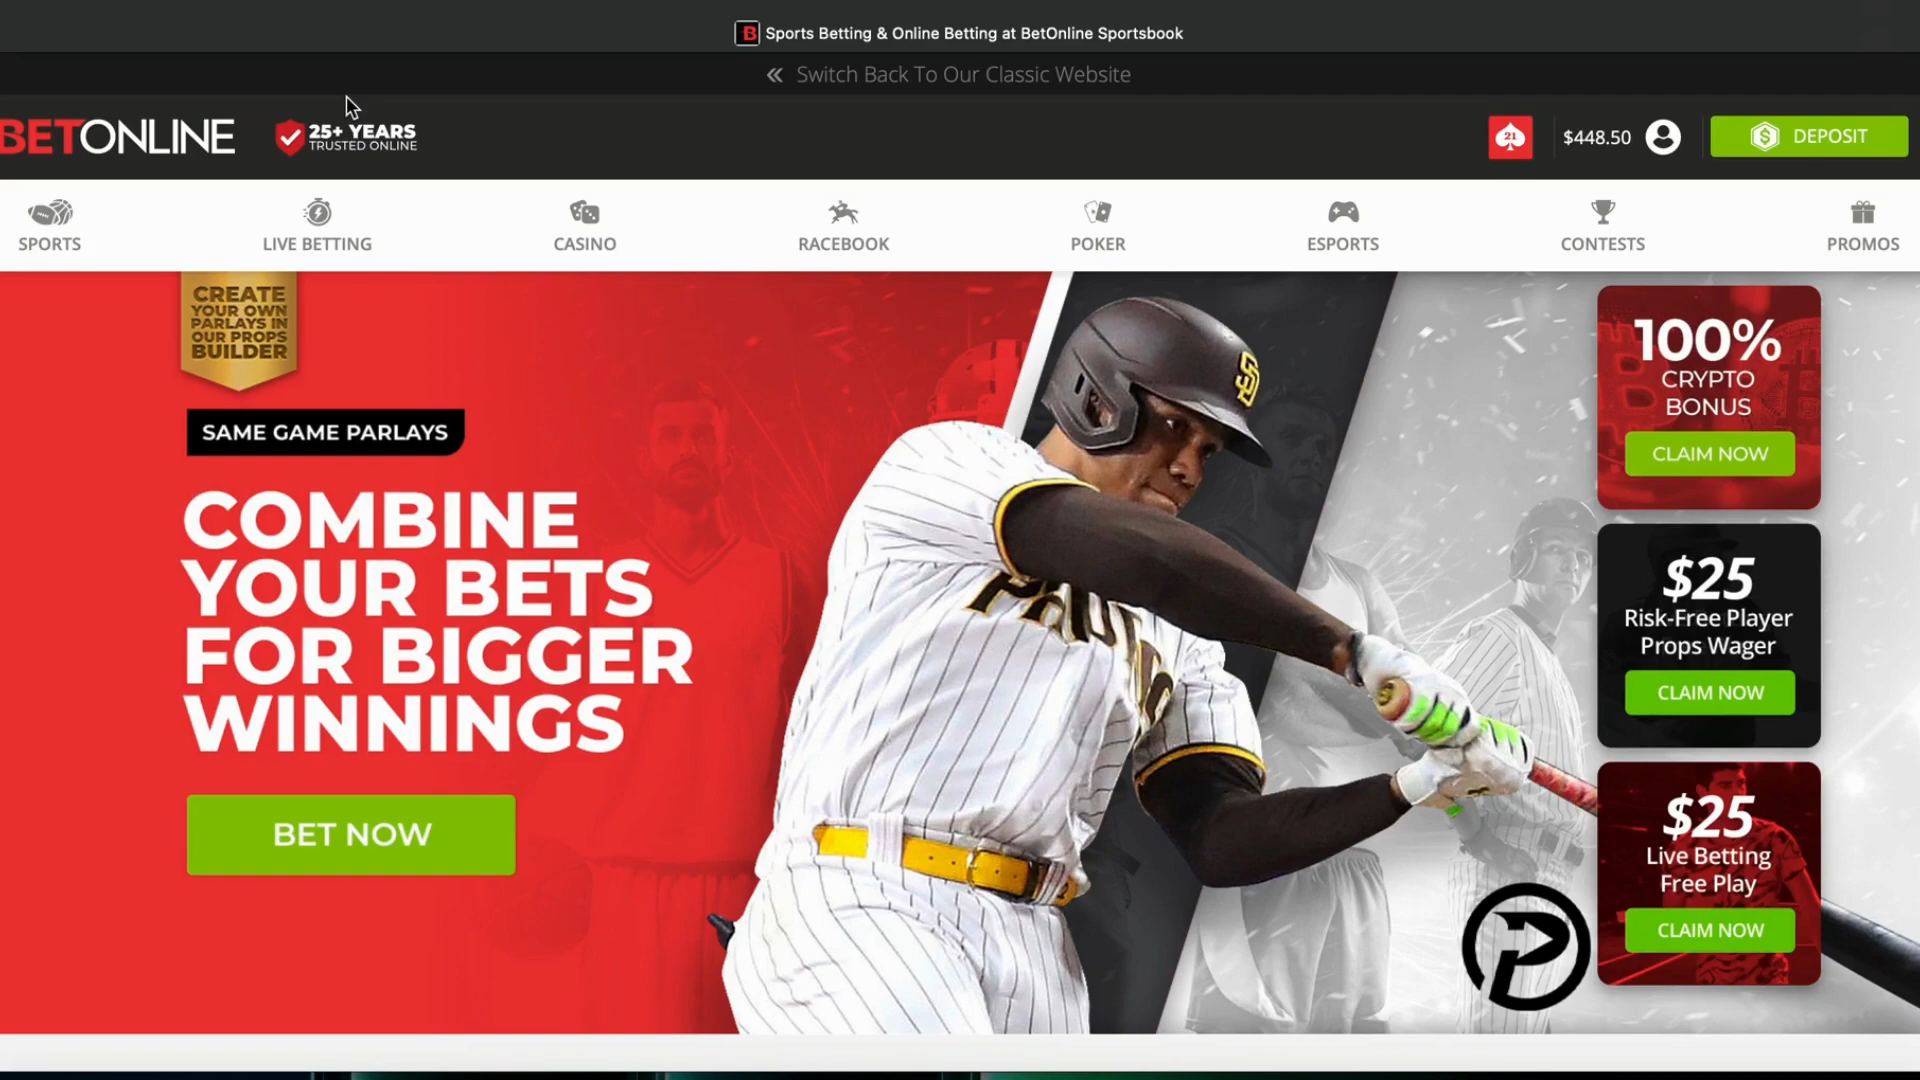 Sports Betting & Online Betting at BetOnline Sportsbook
« Switch Back To Our Classic Website
BETONLINE
25+ YEARS
TRUSTED ONLINE
21
$448.50
DEPOSIT
SPORTS
LIVE BETTING
CASINO
RACEBOOK
POKER
ESPORTS
CONTESTS
PROMOS
CREATE
YOUR OWN
PARLAYS IN
OUR PROPS
BUILDER
SAME GAME PARLAYS
COMBINE
YOUR BETS
FOR BIGGER
WINNINGS
BET NOW
SD
100%
CRYPTO
BONUS
CLAIM NOW
$25
Risk-Free Player
Props Wager
CLAIM NOW
$25
Live Betting
Free Play
CLAIM NOW
P